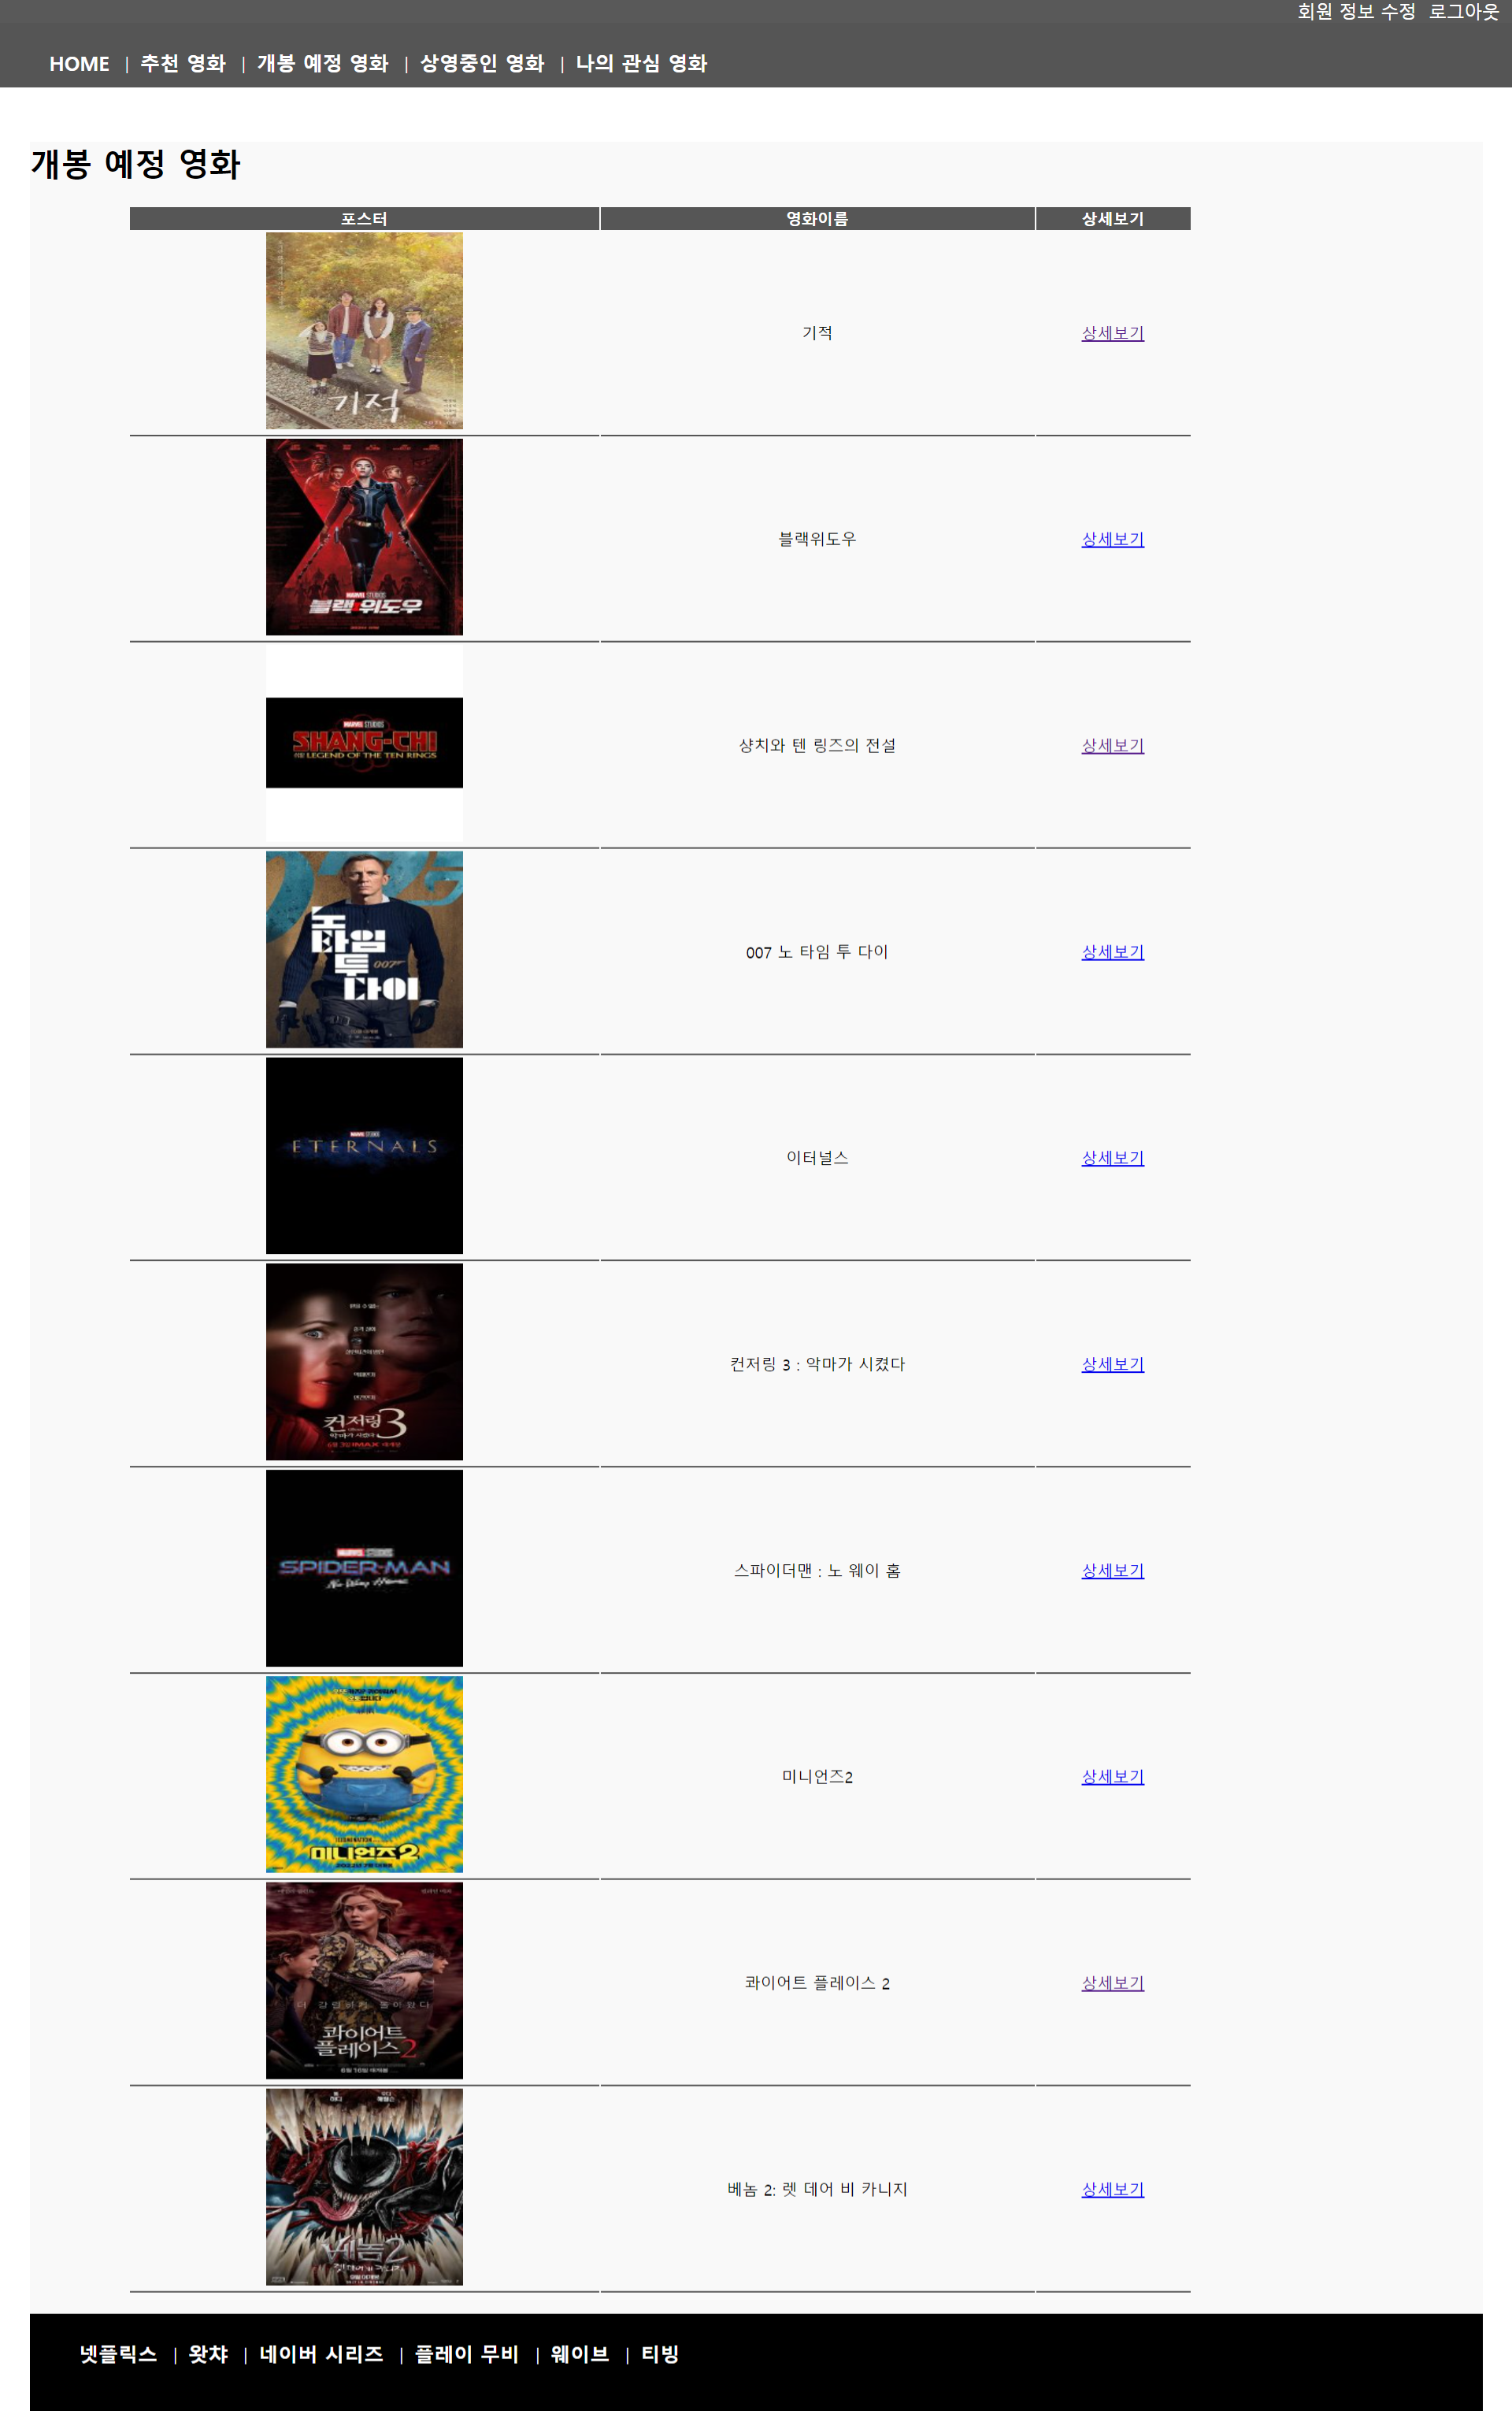 회원 정보 수정 로그아웃
HOME | 추천 영화 | 개봉 예정 영화 | 상영중인 영화 | 나의 관심 영화
개봉 예정 영화
포스터 영화이름 상세보기
기적
기적 상세보기
MARVEL STUDIOS
블랙 위도우
블랙위도우 상세보기
MARVEL STUDIOS
SHANG-CHI
LEGEND OF THE TEN RINGS
샹치와 텐 링즈의 전설 상세보기
노
타임
투 007
다이
007 노 타임 투 다이 상세보기
ETERNALS
이터널스 상세보기
컨저링3
악마가 시켰다
컨저링 3 : 악마가 시켰다 상세보기
SPIDER-MAN
No Way Home
스파이더맨 : 노 웨이 홈 상세보기
미니언즈2
미니언즈2 상세보기
콰이어트
플레이스2
콰이어트 플레이스 2 상세보기
베놈2
베놈 2: 렛 데어 비 카니지 상세보기
넷플릭스 | 왓챠 | 네이버 시리즈 | 플레이 무비 | 웨이브 | 티빙